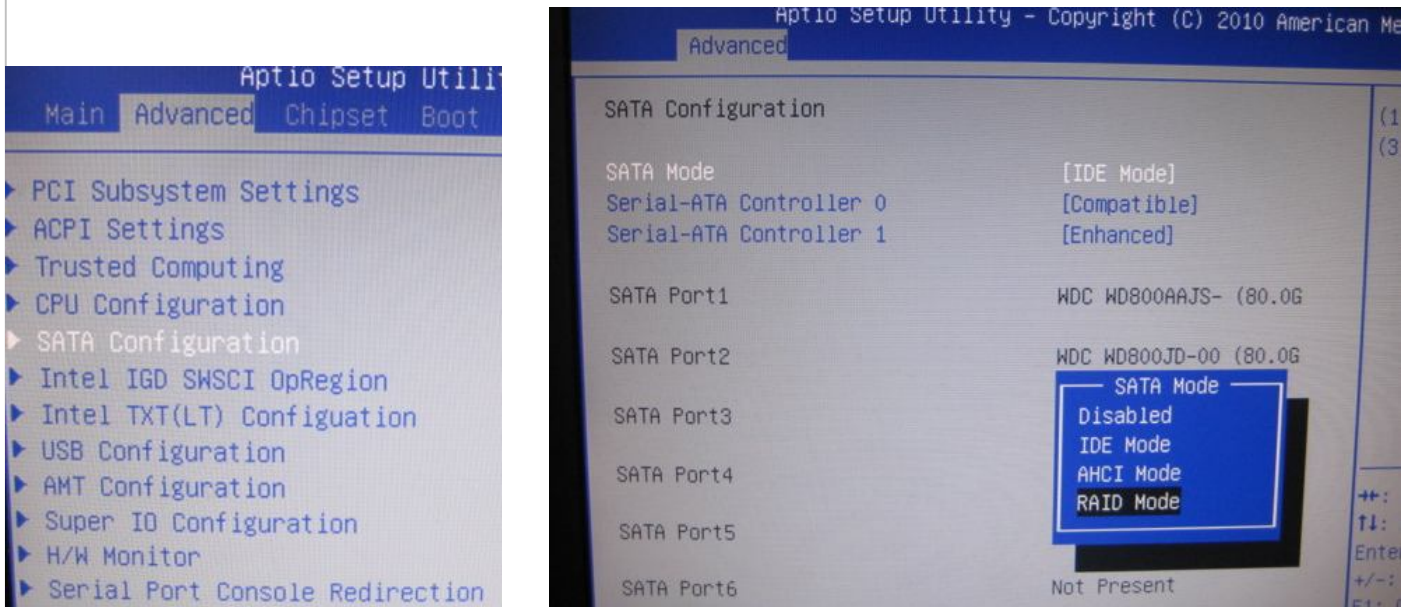 Aptio Setup Utili
Main Advanced Chipset Boot
PCI Subsystem Settings
ACPI Settings
Trusted Computing
CPU Configuration
SATA Configuration
Intel IGD SWSCI OpRegion
Intel TXT(LT) Configuation
USB Configuration
AMT Configuration
Super IO Configuration
H/W Monitor
Serial Port Console Redirection
Aptio Setup Utility - Copyright (C) 2010 American Me
Advanced
SATA Configuration
(1
(3
SATA Mode [IDE Mode]
Serial-ATA Controller 0 [Compatible]
Serial-ATA Controller 1 [Enhanced]
SATA Port1 WDC WD800AAJS- (80.0G
SATA Port2 WDC WD800JD-00 (80.0G
SATA Mode
Disabled
IDE Mode
AHCI Mode
RAID Mode
SATA Port3
SATA Port4
SATA Port5
SATA Port6 Not Present
Enter
+/-: